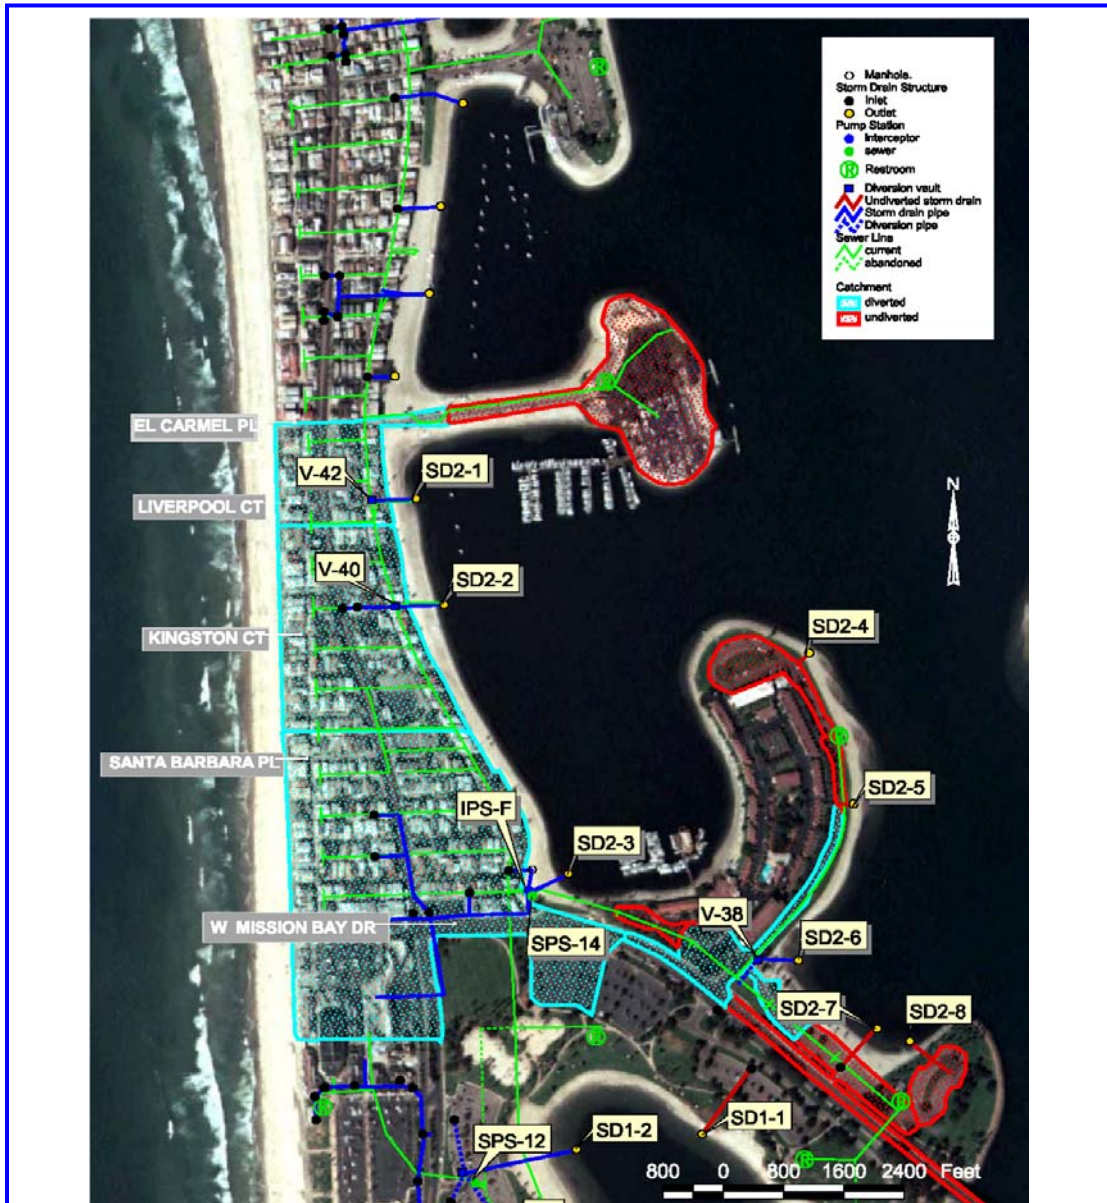 Manhole.
Storm Drain Structure
Inlet
Outlet
Pump Station
Interceptor
sewer
R Restroom
Diversion vault
Undiverted storm drain
Storm drain pipe
Diversion pipe
Sewer Line
current
abandoned
Catchment
diverted
undiverted
R
R
EL CARMEL PL
V-42
SD2-1
LIVERPOOL CT
N
V-40
SD2-2
KINGSTON CT
SD2-4
R
SANTA BARBARA PL
SD2-5
IPS-F
SD2-3
W MISSION BAY DR
V-38
SPS-14
SD2-6
SD2-7
SD2-8
R
R
R
SD1-1
SPS-12
SD1-2
R
800 0 800 1600 2400 Feet